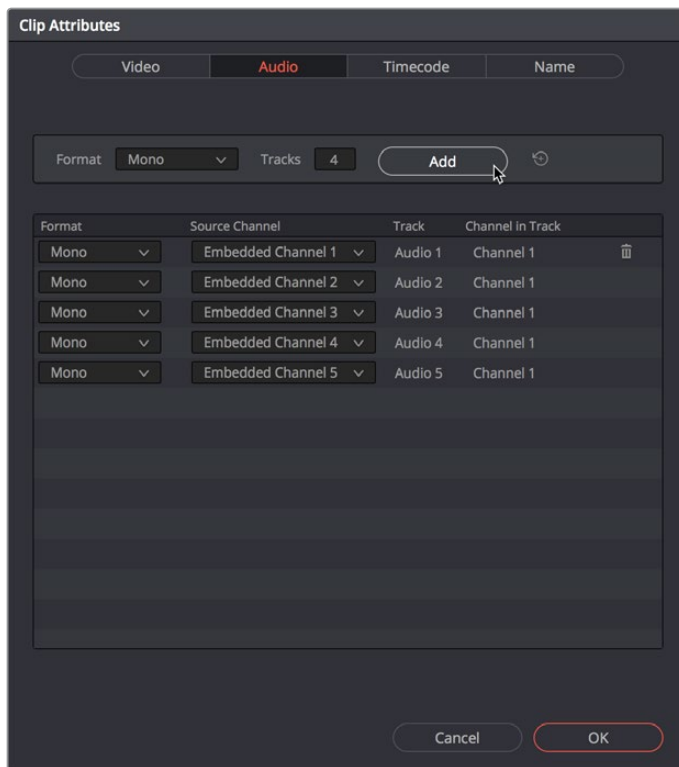 Clip Attributes
Video Audio Timecode Name
Format Mono Tracks 4 Add
Format Source Channel Track Channel in Track
Mono Embedded Channel 1 Audio 1 Channel 1
Mono Embedded Channel 2 Audio 2 Channel 1
Mono Embedded Channel 3 Audio 3 Channel 1
Mono Embedded Channel 4 Audio 4 Channel 1
Mono Embedded Channel 5 Audio 5 Channel 1
Cancel OK